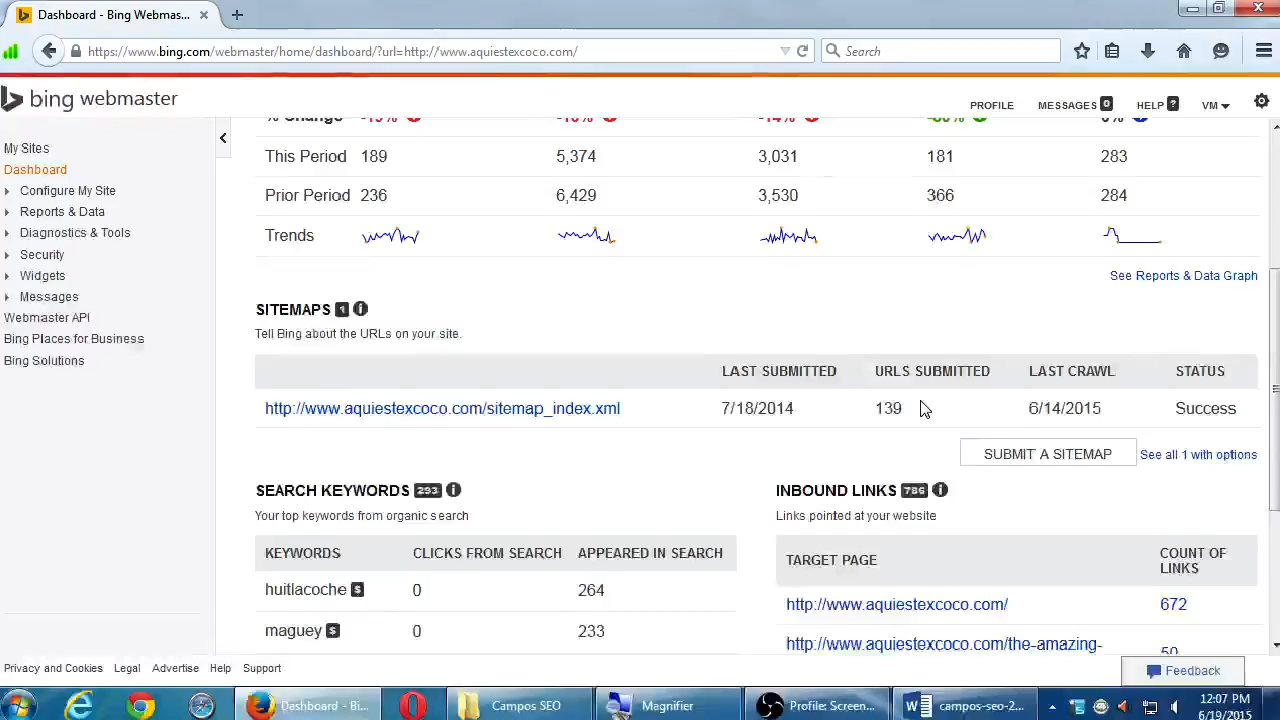 Dashboard - Bing Webmas...
https://www.bing.com/webmaster/home/dashboard/?url=http://www.aquiestexcoco.com/
Search
bing webmaster
PROFILE
MESSAGES 0
HELP ?
VM
My Sites
Dashboard
Configure My Site
Reports & Data
Diagnostics & Tools
Security
Widgets
Messages
Webmaster API
Bing Places for Business
Bing Solutions
% Change -19% -16% -14% 0%
This Period 189 5,374 3,031 181 283
Prior Period 236 6,429 3,530 366 284
Trends
See Reports & Data Graph
SITEMAPS 1
Tell Bing about the URLs on your site.
LAST SUBMITTED URLS SUBMITTED LAST CRAWL STATUS
http://www.aquiestexcoco.com/sitemap_index.xml 7/18/2014 139 6/14/2015 Success
SUBMIT A SITEMAP See all 1 with options
SEARCH KEYWORDS 293
Your top keywords from organic search
KEYWORDS CLICKS FROM SEARCH APPEARED IN SEARCH
huitlacoche $ 0 264
maguey $ 0 233
INBOUND LINKS 786
Links pointed at your website
TARGET PAGE COUNT OF LINKS
http://www.aquiestexcoco.com/ 672
http://www.aquiestexcoco.com/the-amazing- 50
Privacy and Cookies Legal Advertise Help Support
Feedback
Dashboard - Bi...
Campos SEO
Magnifier
Profile: Screen...
campos-seo-2...
12:07 PM
6/19/2015